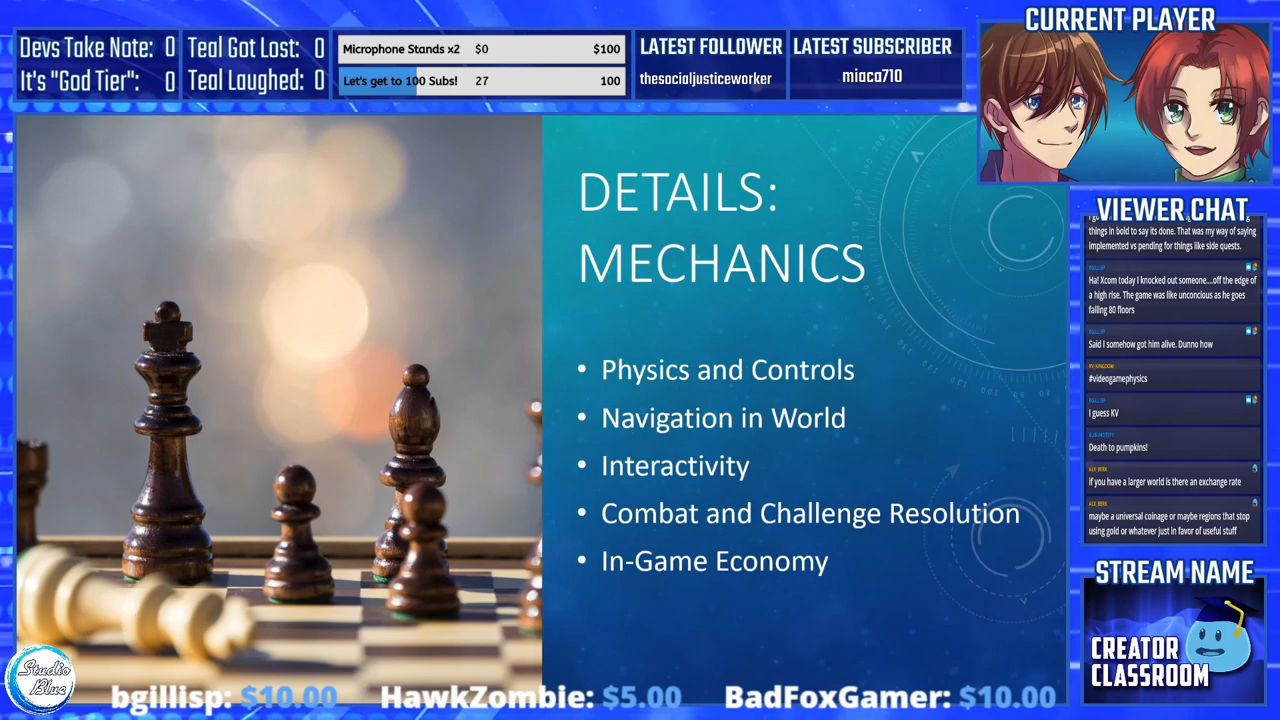 Devs Take Note: 0
It's "God Tier": 0
Teal Got Lost: 0
Teal Laughed: 0
Microphone Stands x2 $0 $100
Let's get to 100 Subs! 27 100
LATEST FOLLOWER
thesocialjusticeworker
LATEST SUBSCRIBER
miaca710
CURRENT PLAYER
DETAILS:
MECHANICS
• Physics and Controls
• Navigation in World
• Interactivity
• Combat and Challenge Resolution
• In-Game Economy
VIEWER CHAT
things in bold to say its done. That was my way of saying
implemented vs pending for things like side quests.
BGILLISP
Ha! Xcom today I knocked out someone....off the edge of
a high rise. The game was like unconcious as he goes
falling 80 floors
BGILLISP
Said I somehow got him alive. Dunno how
KV_KINGDOM
#videogamephysics
BGILLISP
I guess KV
Death to pumpkins!
ALX_BERK
if you have a larger world is there an exchange rate
ALX_BERK
maybe a universal coinage or maybe regions that stop
using gold or whatever just in favor of useful stuff
STREAM NAME
CREATOR
CLASSROOM
Studio
Blue
bgillisp: $10.00 HawkZombie: $5.00 BadFoxGamer: $10.00